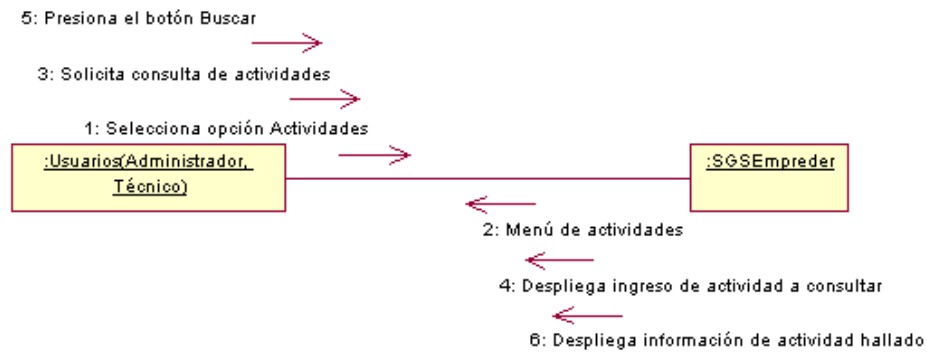 5: Presiona el botón Buscar
3: Solicita consulta de actividades
1: Selecciona opción Actividades
:Usuarios(Administrador,
Técnico)
:SGSEmpreder
2: Menú de actividades
4: Despliega ingreso de actividad a consultar
6: Despliega información de actividad hallado